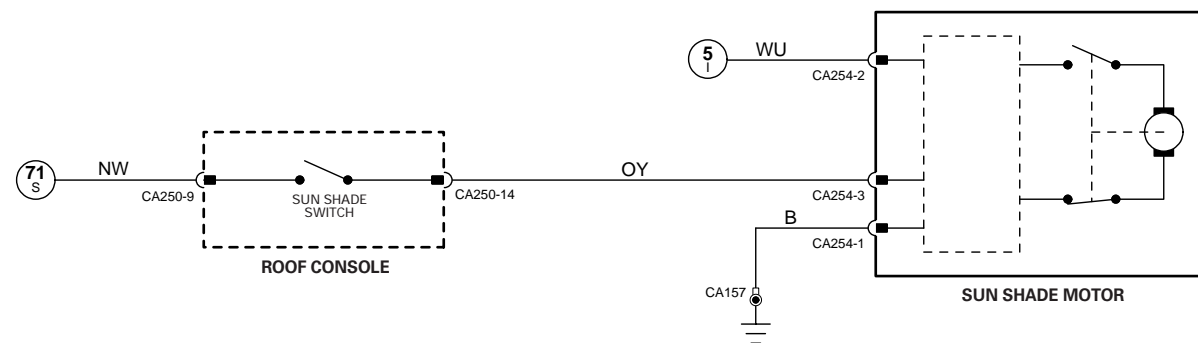 5
I
WU
CA254-2
71
S
NW
CA250-9
SUN SHADE
SWITCH
CA250-14
OY
CA254-3
B
CA254-1
ROOF CONSOLE
CA157
SUN SHADE MOTOR